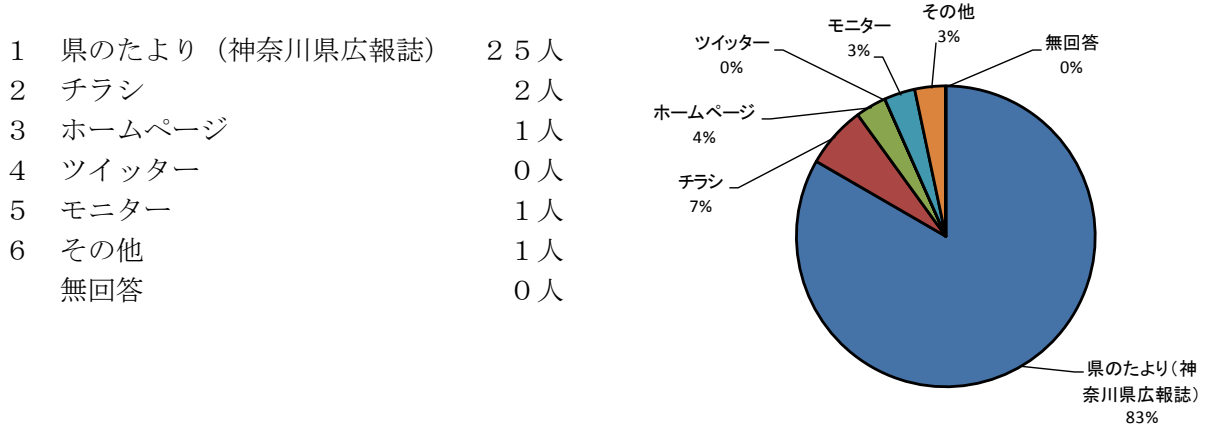 １ 県のたより（神奈川県広報誌） ２５人
２ チラシ ２人
３ ホームページ １人
４ ツイッター ０人
５ モニター １人
６ その他 １人
無回答 ０人
その他
3%
モニター
3%
ツイッター
0%
無回答
0%
ホームページ
4%
チラシ
7%
県のたより（神
奈川県広報誌）
83%